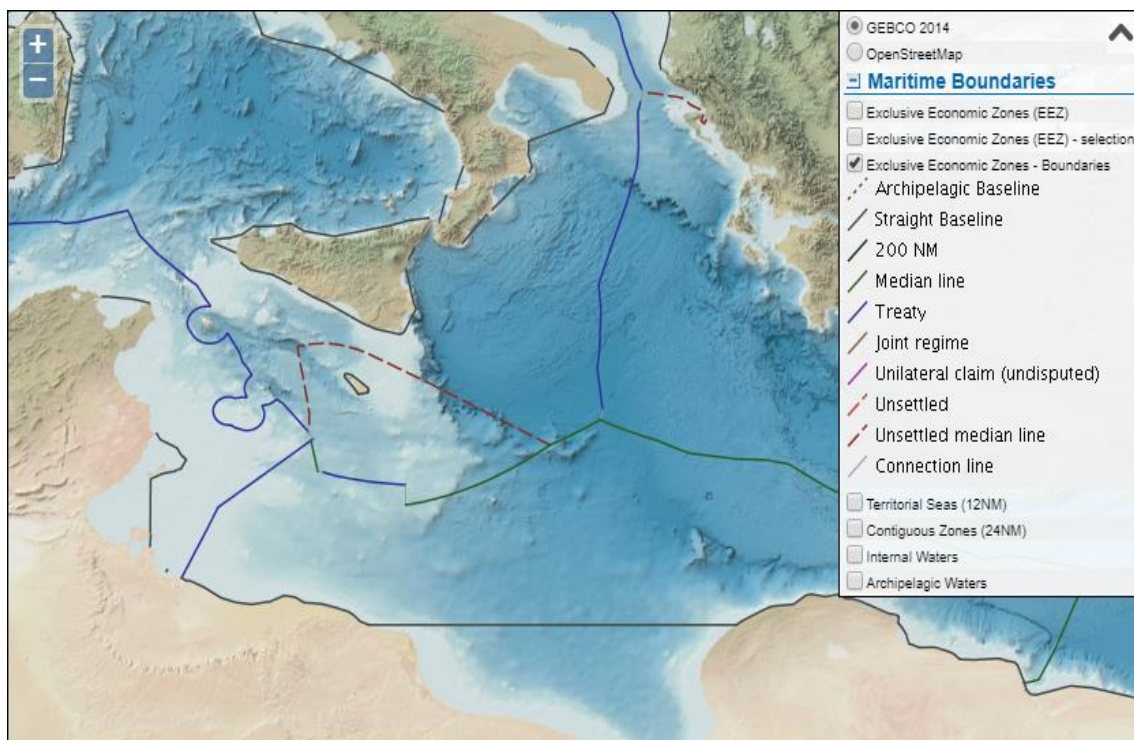 +
−
GEBCO 2014
OpenStreetMap
Maritime Boundaries
Exclusive Economic Zones (EEZ)
Exclusive Economic Zones (EEZ) - selection
Exclusive Economic Zones - Boundaries
Archipelagic Baseline
Straight Baseline
200 NM
Median line
Treaty
Joint regime
Unilateral claim (undisputed)
Unsettled
Unsettled median line
Connection line
Territorial Seas (12NM)
Contiguous Zones (24NM)
Internal Waters
Archipelagic Waters